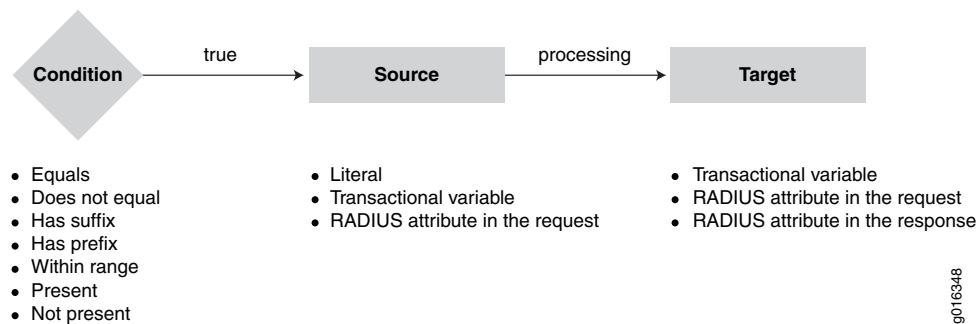 true
processing
Condition
Source
Target
• Equals
• Does not equal
• Has suffix
• Has prefix
• Within range
• Present
• Not present
• Literal
• Transactional variable
• RADIUS attribute in the request
• Transactional variable
• RADIUS attribute in the request
• RADIUS attribute in the response
g016348